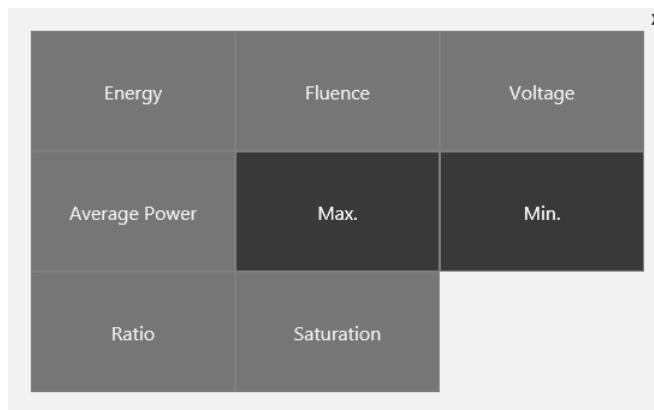 Energy
Fluence
Voltage
Average Power
Max.
Min.
Ratio
Saturation